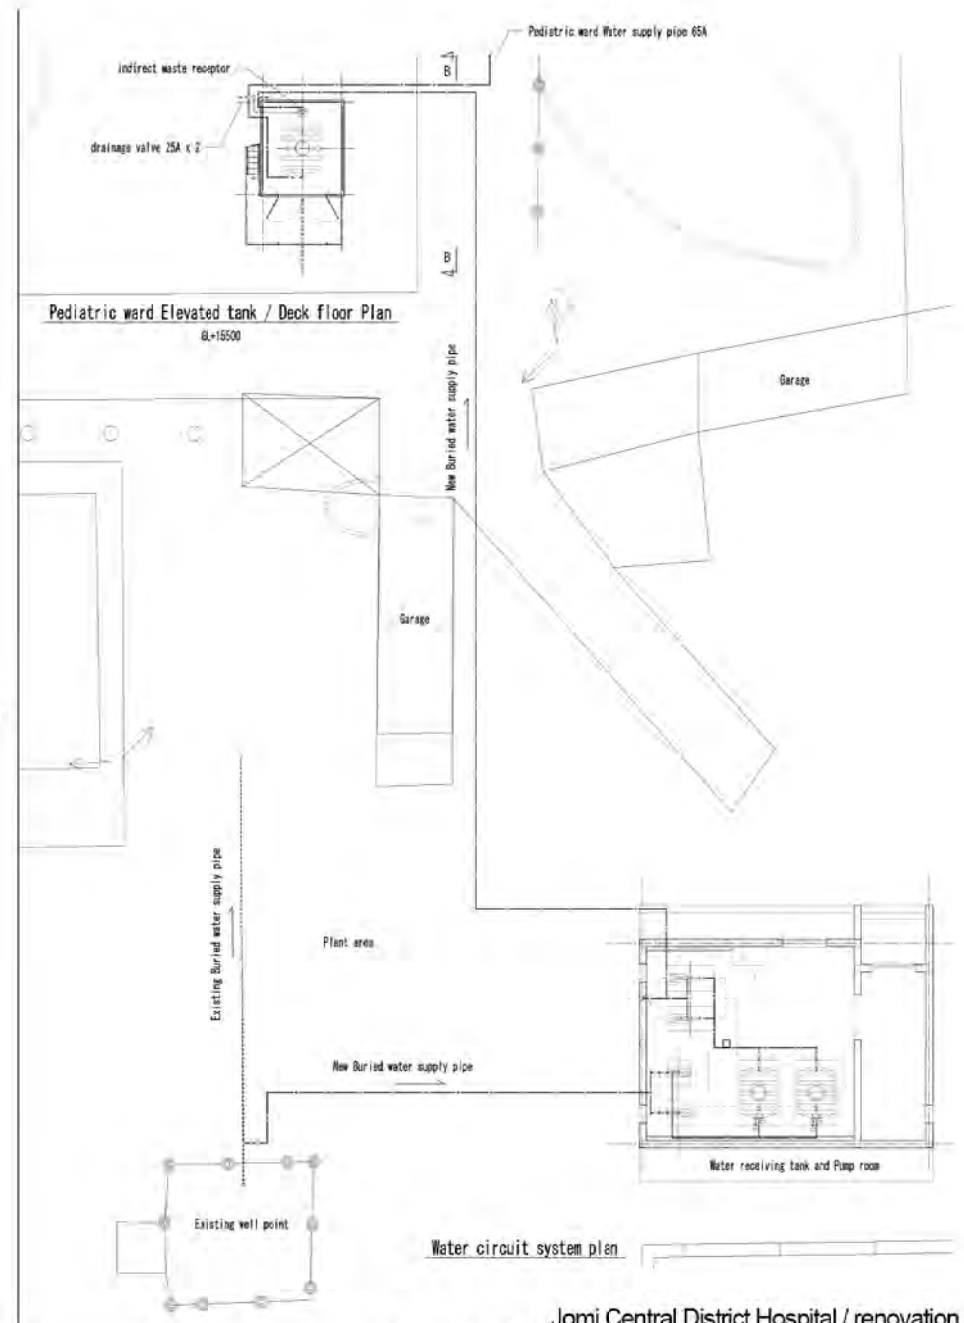 Pediatric ward Water supply pipe 65A
indirect waste receptor
B
drainage valve 25A x 2
B
Pediatric ward Elevated tank / Deck floor Plan
GL+15500
New Buried water supply pipe
Garage
Garage
Existing Buried water supply pipe
Plant area
New Buried water supply pipe
Water receiving tank and Pump room
Existing well point
Water circuit system plan
Jomi Central District Hospital / renovation